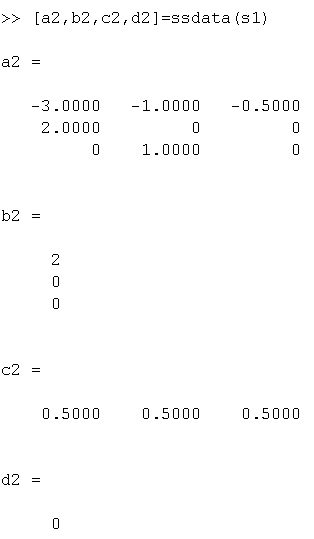 >> [a2,b2,c2,d2]=ssdata(s1)
a2 =
-3.0000 -1.0000 -0.5000
2.0000 0 0
0 1.0000 0
b2 =
2
0
0
c2 =
0.5000 0.5000 0.5000
d2 =
0